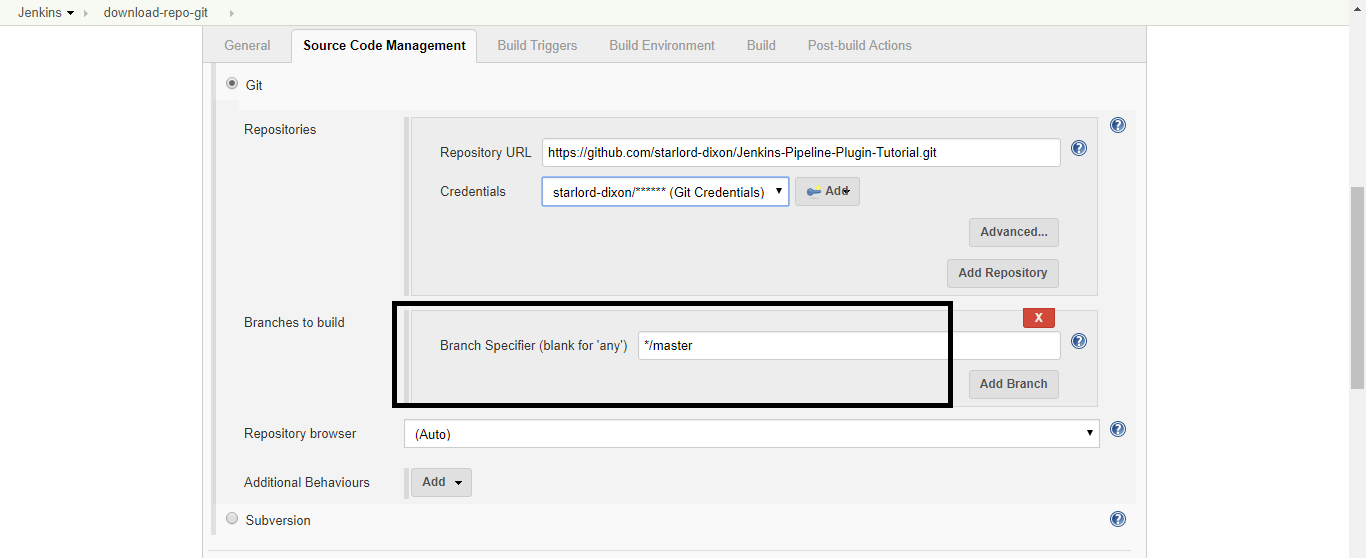 Jenkins download-repo-git
General Source Code Management Build Triggers Build Environment Build Post-build Actions
Git
Repositories
Repository URL https://github.com/starlord-dixon/Jenkins-Pipeline-Plugin-Tutorial.git
Credentials starlord-dixon/****** (Git Credentials) Add
Advanced...
Add Repository
Branches to build
X
Branch Specifier (blank for 'any') */master
Add Branch
Repository browser (Auto)
Additional Behaviours Add
Subversion